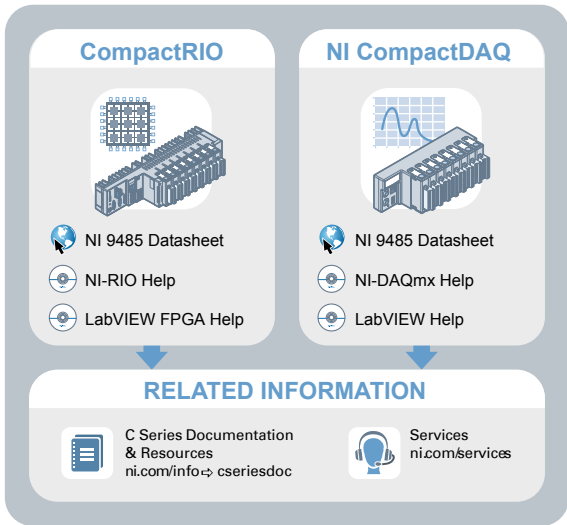 CompactRIO
NI 9485 Datasheet
NI-RIO Help
LabVIEW FPGA Help
NI CompactDAQ
NI 9485 Datasheet
NI-DAQmx Help
LabVIEW Help
RELATED INFORMATION
C Series Documentation
& Resources
ni.com/info ➪ cseriesdoc
Services
ni.com/services